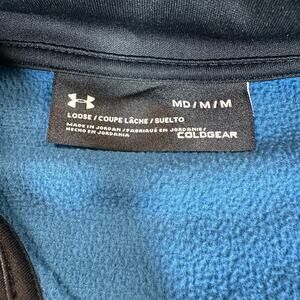 MD/M/M
LOOSE/COUPE LÂCHE/SUELTO
MADE IN JORDAN/FABRIQUÉ EN JORDANIE/
HECHO EN JORDANIA
COLDGEAR